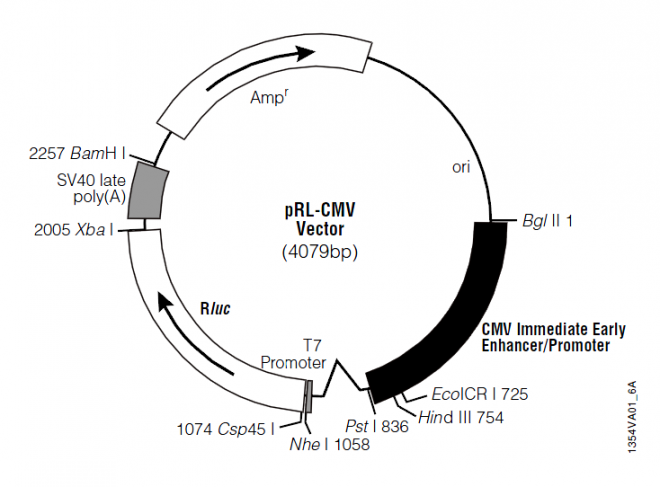 Ampʳ
2257 BamH I
SV40 late
poly(A)
2005 Xba I
ori
pRL-CMV
Vector
(4079bp)
Bgl II 1
Rluc
T7
Promoter
CMV Immediate Early
Enhancer/Promoter
EcoICR I 725
Hind III 754
Pst I 836
1074 Csp45 I
Nhe I 1058
1354VA01_6A